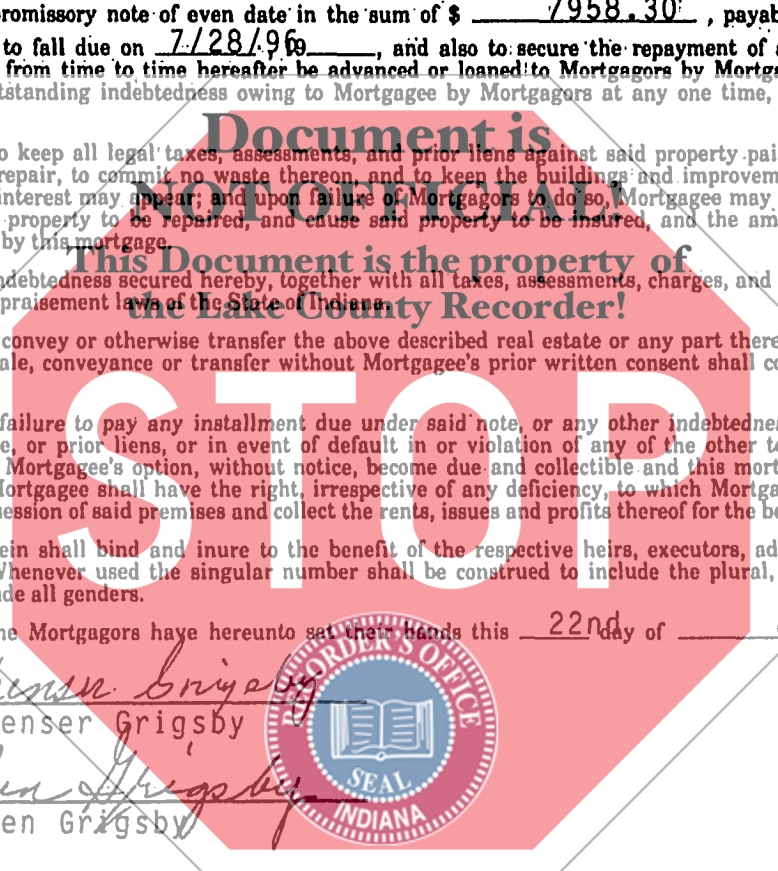 romissory note of even date in the sum of $ 7958.30 , payab
to fall due on 7/28/96 , and also to secure the repayment of a
from time to time hereafter be advanced or loaned to Mortgagors by Mortg
tstanding indebtedness owing to Mortgagee by Mortgagors at any one time,
Document is
o keep all legal taxes, assessments, and prior liens against said property pai
repair, to commit no waste thereon, and to keep the buildings and improvem
NOT OFFICIAL!
interest may appear; and upon failure of Mortgagors to do so, Mortgagee may
property to be repaired, and cause said property to be insured, and the am
by this mortgage.
This Document is the property of
ndebtedness secured hereby, together with all taxes, assessments, charges, and
praisement laws of the State of Indiana.
the Lake County Recorder!
convey or otherwise transfer the above described real estate or any part there
ale, conveyance or transfer without Mortgagee's prior written consent shall co
STOP
failure to pay any installment due under said note, or any other indebtedne
e, or prior liens, or in event of default in or violation of any of the other te
Mortgagee's option, without notice, become due and collectible and this mort
Mortgagee shall have the right, irrespective of any deficiency, to which Mortga
session of said premises and collect the rents, issues and profits thereof for the be
ein shall bind and inure to the benefit of the respective heirs, executors, ad
Whenever used the singular number shall be construed to include the plural,
de all genders.
he Mortgagors have hereunto set their hands this 22nd day of
enser Grigsby
enser Grigsby
en Grigsby
en Grigsby
RECORDER'S OFFICE
SEAL
INDIANA